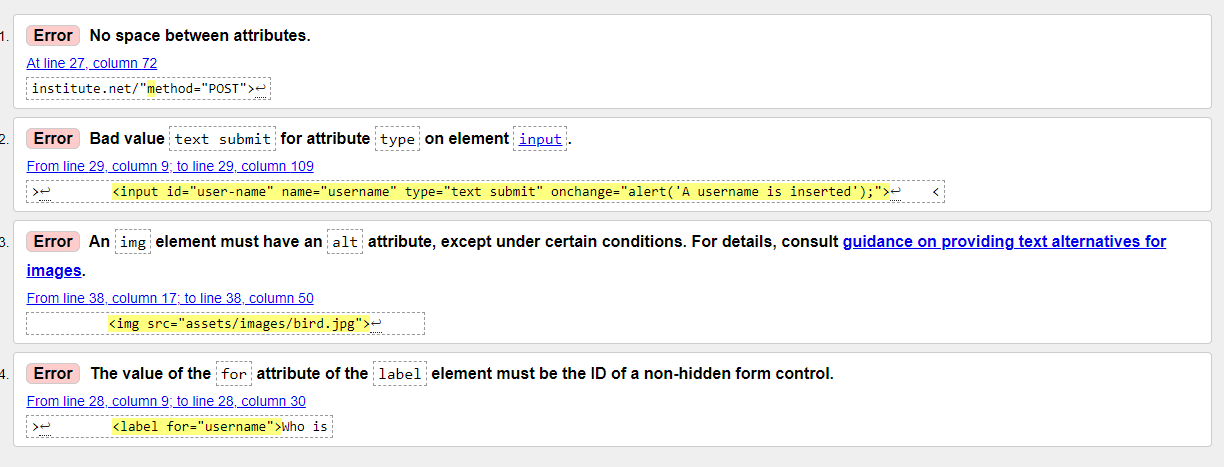 1. Error No space between attributes.
At line 27, column 72
institute.net/"method="POST">↩
2. Error Bad value text submit for attribute type on element input.
From line 29, column 9; to line 29, column 109
>↩ <input id="user-name" name="username" type="text submit" onchange="alert('A username is inserted');">↩ <
3. Error An img element must have an alt attribute, except under certain conditions. For details, consult guidance on providing text alternatives for
images.
From line 38, column 17; to line 38, column 50
<img src="assets/images/bird.jpg">↩
4. Error The value of the for attribute of the label element must be the ID of a non-hidden form control.
From line 28, column 9; to line 28, column 30
>↩ <label for="username">Who is